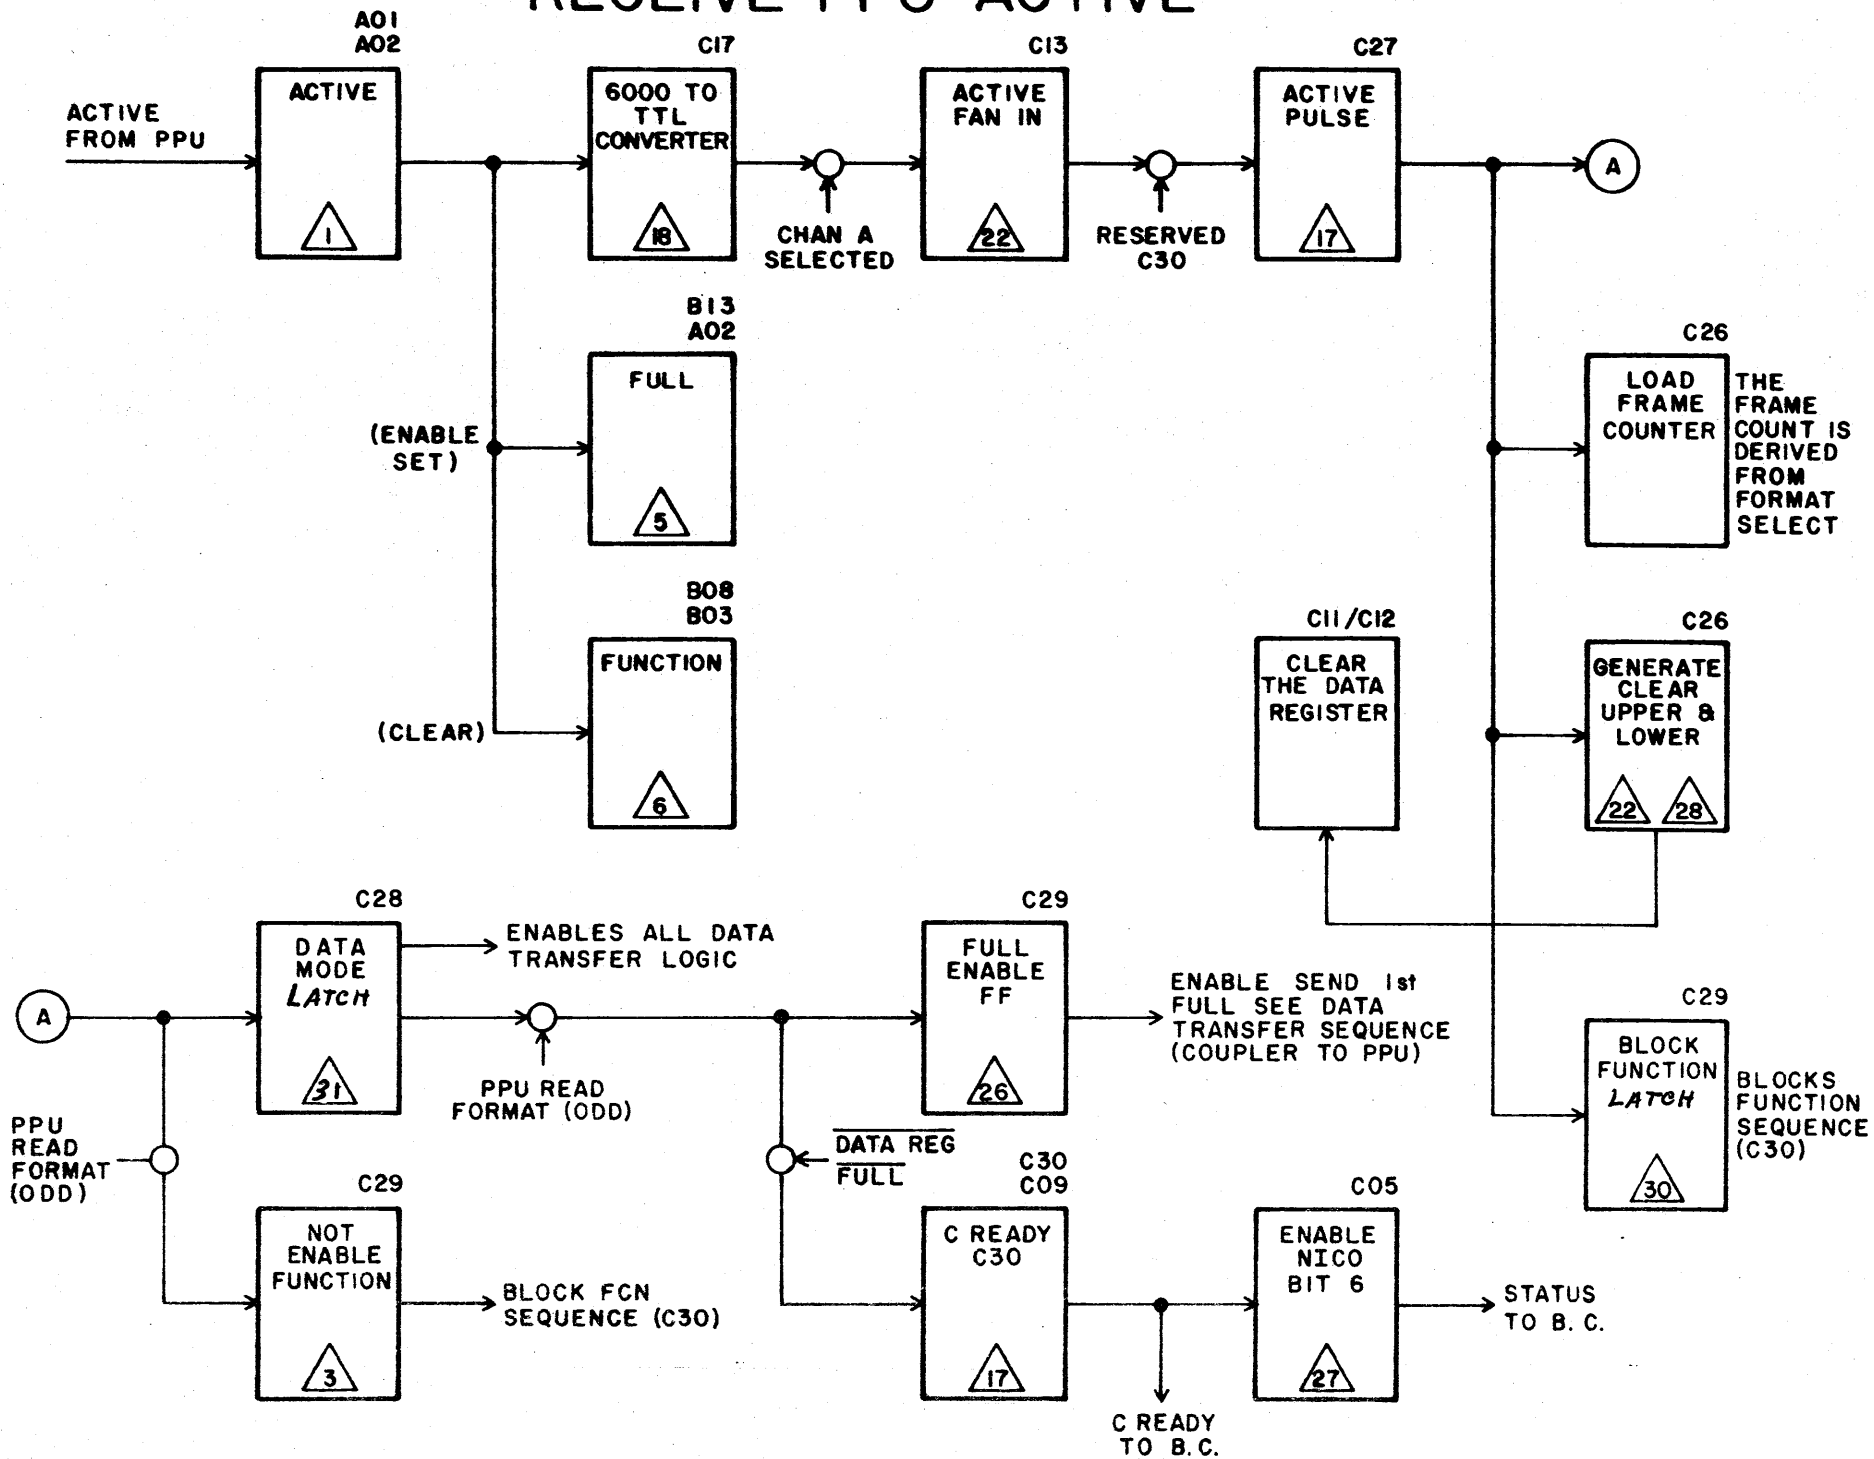 RECEIVE PPU ACTIVE
A01
A02
C17
C13
C27
ACTIVE
FROM PPU
ACTIVE
1
6000 TO
TTL
CONVERTER
18
CHAN A
SELECTED
ACTIVE
FAN IN
22
RESERVED
C30
ACTIVE
PULSE
17
A
B13
A02
(ENABLE
SET)
FULL
5
C26
LOAD
FRAME
COUNTER
THE
FRAME
COUNT IS
DERIVED
FROM
FORMAT
SELECT
B08
B03
(CLEAR)
FUNCTION
6
C11/C12
CLEAR
THE DATA
REGISTER
C26
GENERATE
CLEAR
UPPER &
LOWER
22
28
C28
A
DATA
MODE
LATCH
31
ENABLES ALL DATA
TRANSFER LOGIC
PPU READ
FORMAT (ODD)
C29
FULL
ENABLE
FF
26
ENABLE SEND 1st
FULL SEE DATA
TRANSFER SEQUENCE
(COUPLER TO PPU)
C29
BLOCK
FUNCTION
LATCH
30
BLOCKS
FUNCTION
SEQUENCE
(C30)
PPU
READ
FORMAT
(ODD)
C29
NOT
ENABLE
FUNCTION
3
BLOCK FCN
SEQUENCE (C30)
DATA REG
FULL
C30
C09
C READY
C30
17
C READY
TO B.C.
C05
ENABLE
NICO
BIT 6
27
STATUS
TO B.C.